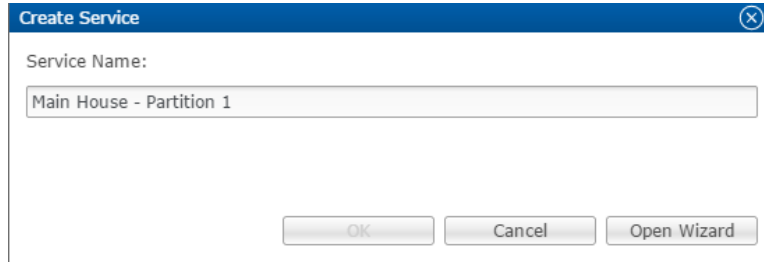 Create Service
Service Name:
Main House - Partition 1
OK Cancel Open Wizard